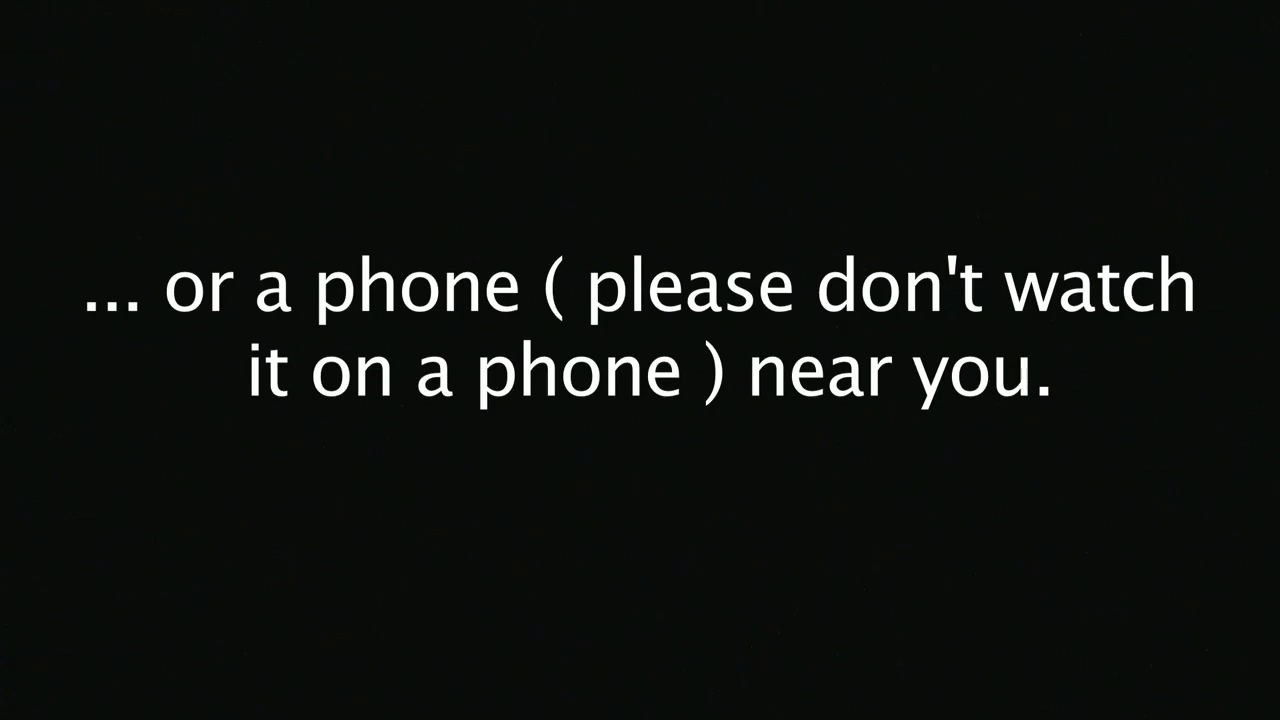 ... or a phone ( please don't watch
it on a phone ) near you.